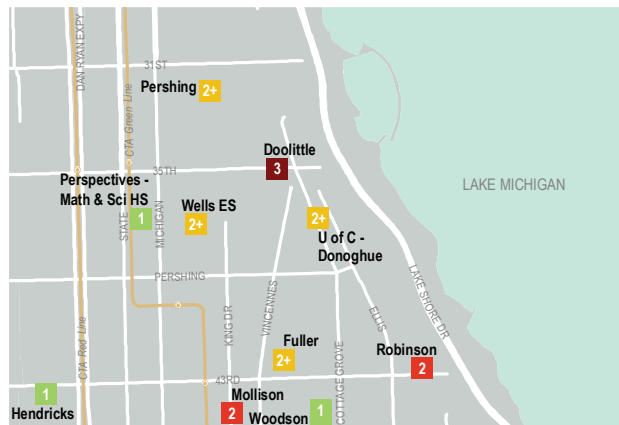 DAN RYAN EXPY
31ST
CTA Green Line
Pershing
2+
Doolittle
35TH
3
Perspectives -
Math & Sci HS
1
STATE
MICHIGAN
Wells ES
2+
2+
U of C -
Donoghue
LAKE MICHIGAN
PERSHING
KING DR
VINCENNES
ELLIS
LAKE SHORE DR
CTA Red Line
Fuller
2+
Robinson
2
43RD
COTTAGE GROVE
1
Hendricks
Mollison
2
Woodson
1